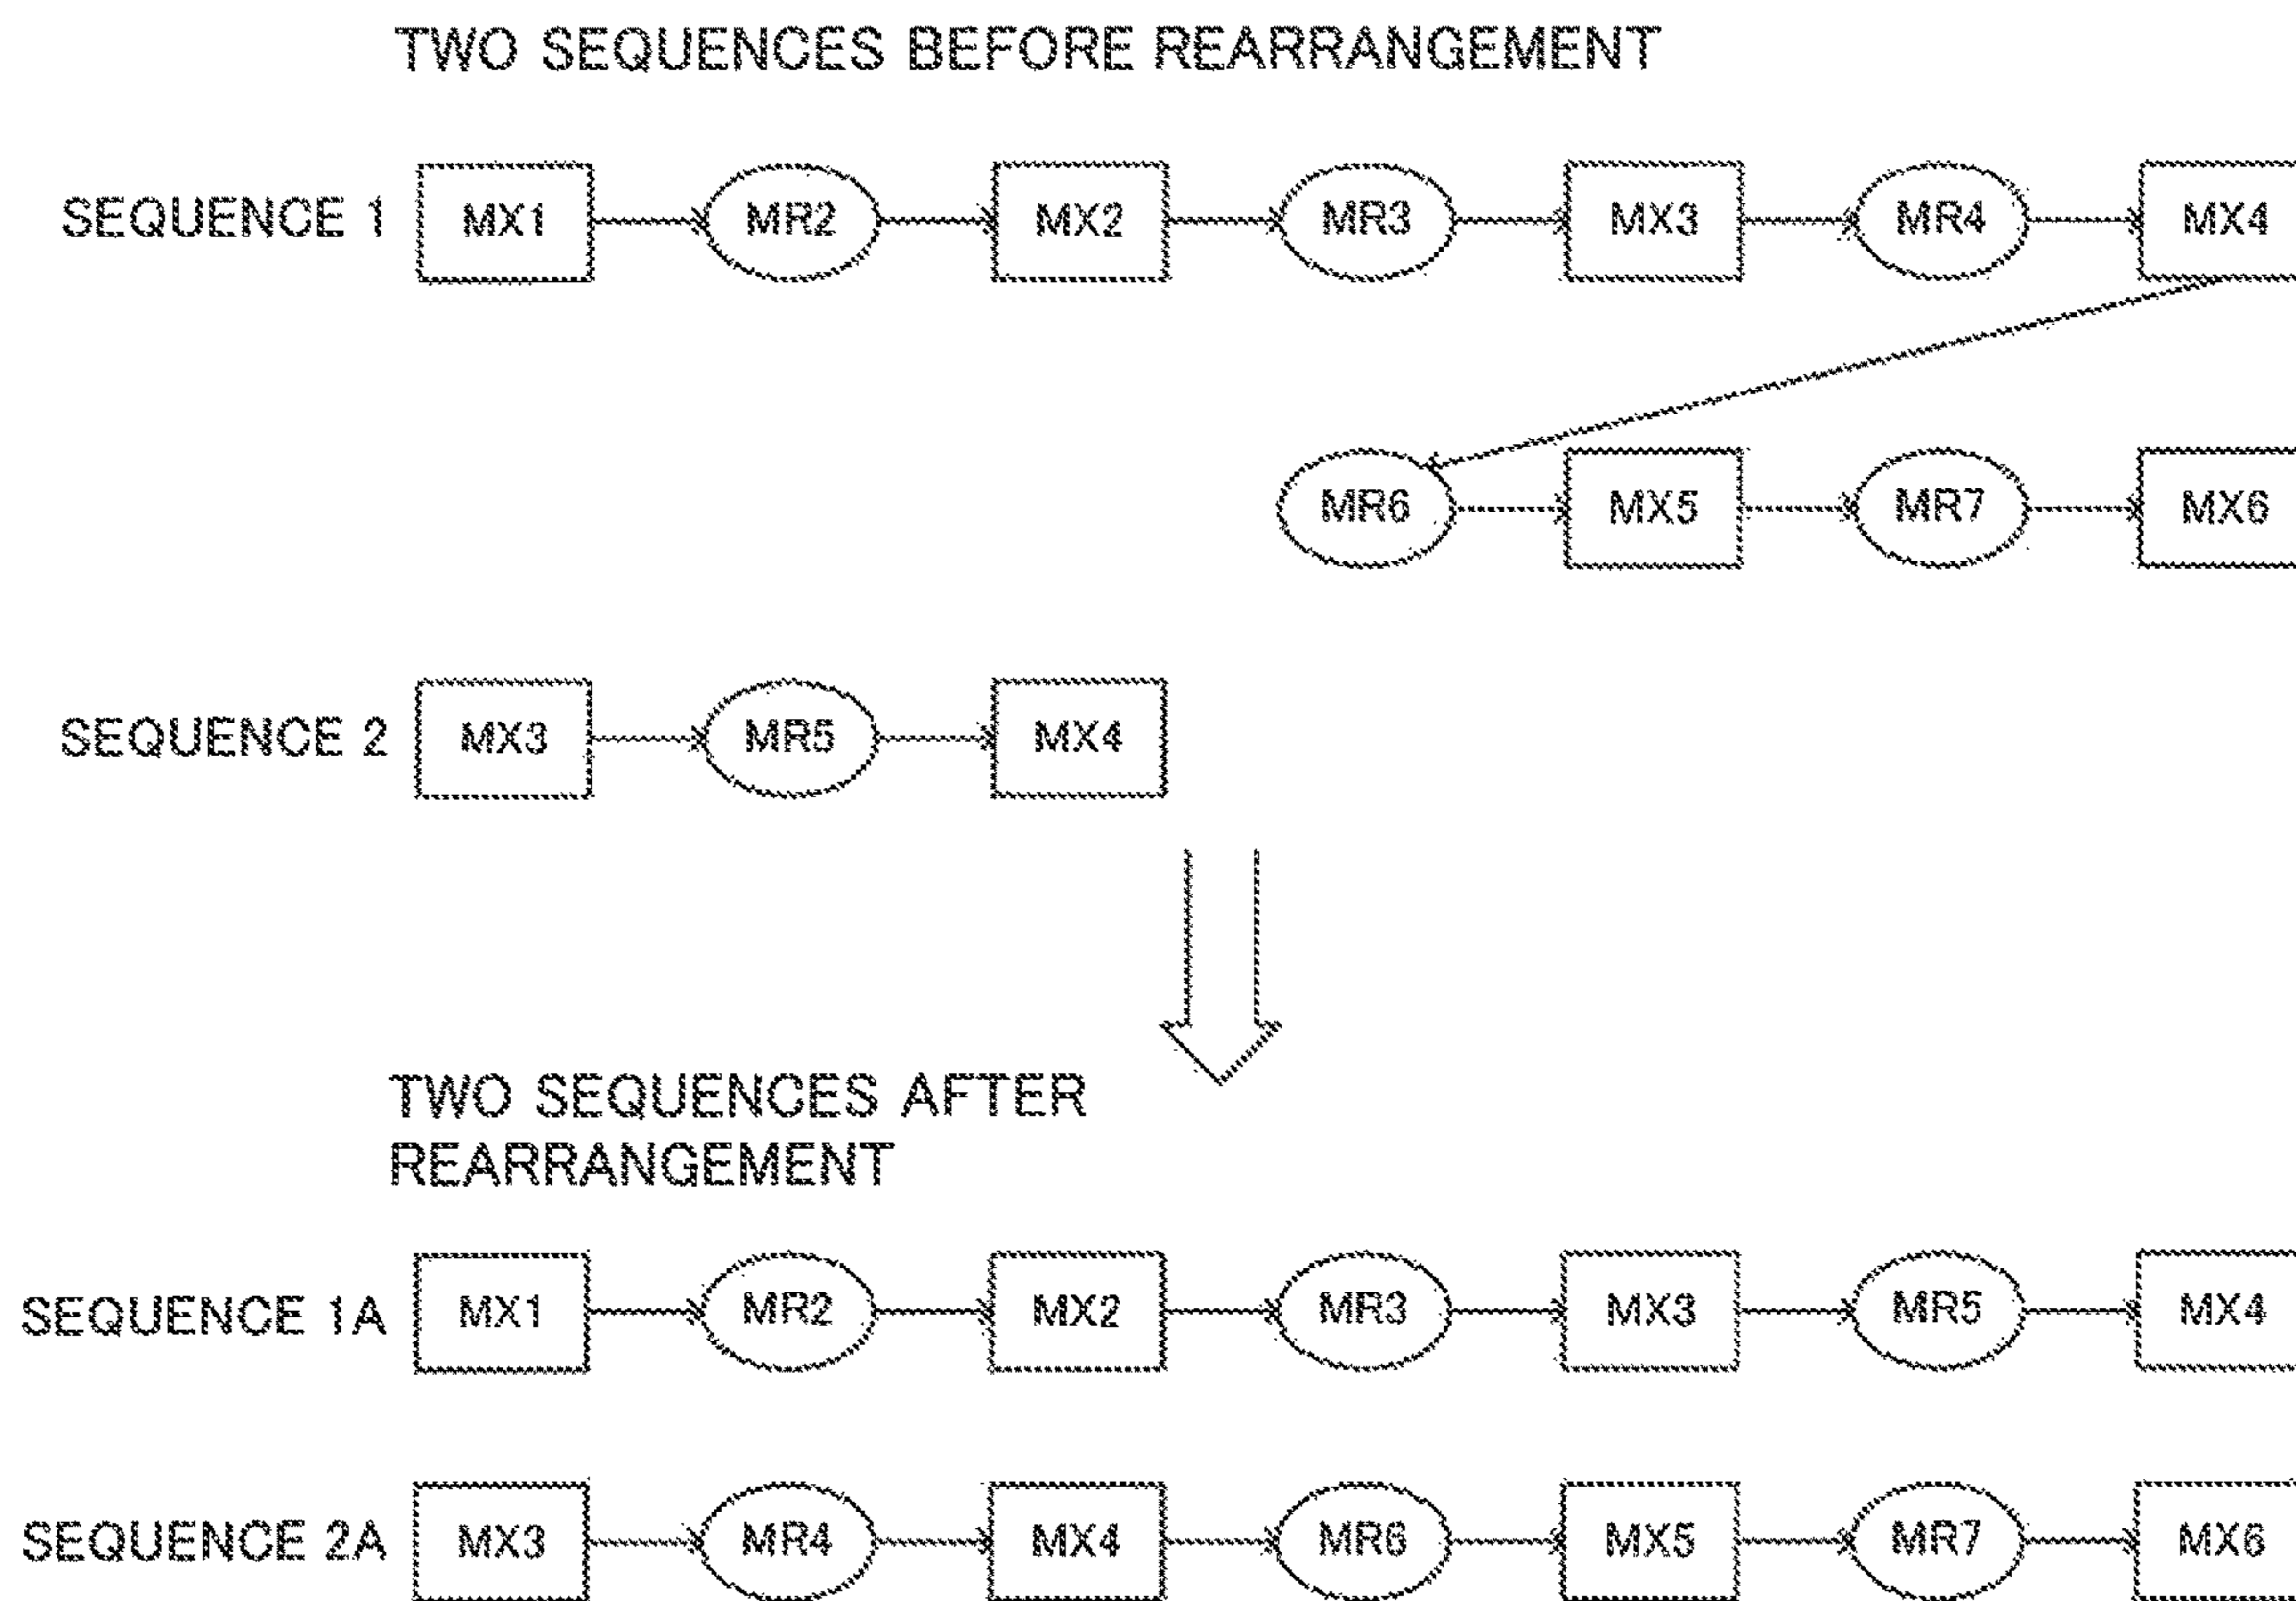 TWO SEQUENCES BEFORE REARRANGEMENT
SEQUENCE 1 MX1 MR2 MX2 MR3 MX3 MR4 MX4
MR6 MX5 MR7 MX6
SEQUENCE 2 MX3 MR5 MX4
TWO SEQUENCES AFTER
REARRANGEMENT
SEQUENCE 1A MX1 MR2 MX2 MR3 MX3 MR5 MX4
SEQUENCE 2A MX3 MR4 MX4 MR6 MX5 MR7 MX6